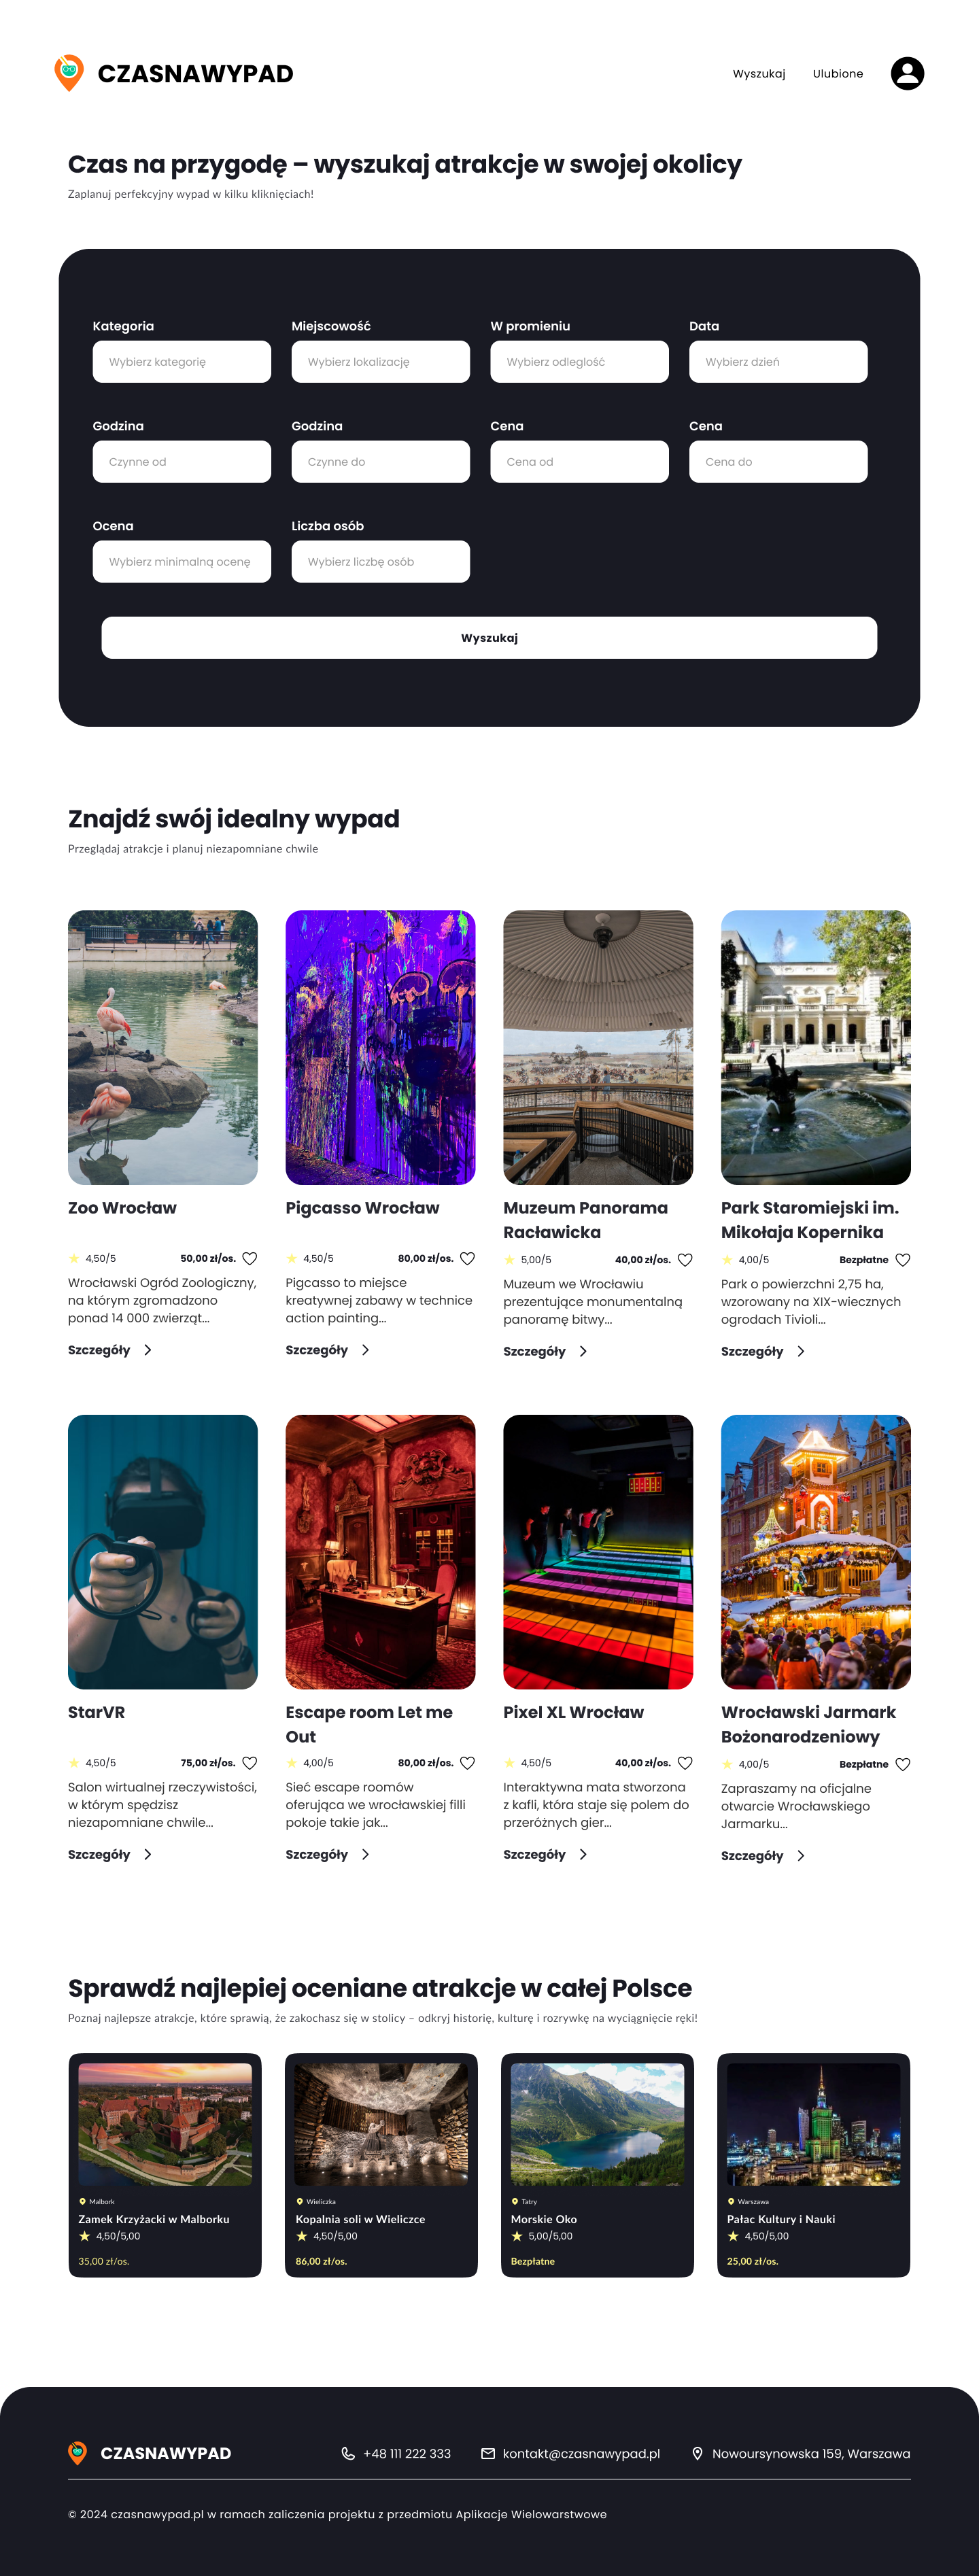 CZASNAWYPAD
Wyszukaj
Ulubione
Czas na przygodę – wyszukaj atrakcje w swojej okolicy
Zaplanuj perfekcyjny wypad w kilku kliknięciach!
Kategoria
Miejscowość
W promieniu
Data
Wybierz kategorię
Wybierz lokalizację
Wybierz odległość
Wybierz dzień
Godzina
Godzina
Cena
Cena
Czynne od
Czynne do
Cena od
Cena do
Ocena
Liczba osób
Wybierz minimalną ocenę
Wybierz liczbę osób
Wyszukaj
Znajdź swój idealny wypad
Przeglądaj atrakcje i planuj niezapomniane chwile
Zoo Wrocław
4,50/5
50,00 zł/os.
Wrocławski Ogród Zoologiczny,
na którym zgromadzono
ponad 14 000 zwierząt...
Szczegóły
Pigcasso Wrocław
4,50/5
80,00 zł/os.
Pigcasso to miejsce
kreatywnej zabawy w technice
action painting...
Szczegóły
Muzeum Panorama
Racławicka
5,00/5
40,00 zł/os.
Muzeum we Wrocławiu
prezentujące monumentalną
panoramę bitwy...
Szczegóły
Park Staromiejski im.
Mikołaja Kopernika
4,00/5
Bezpłatne
Park o powierzchni 2,75 ha,
wzorowany na XIX-wiecznych
ogrodach Tivioli...
Szczegóły
StarVR
4,50/5
75,00 zł/os.
Salon wirtualnej rzeczywistości,
w którym spędzisz
niezapomniane chwile...
Szczegóły
Escape room Let me
Out
4,00/5
80,00 zł/os.
Sieć escape roomów
oferująca we wrocławskiej filli
pokoje takie jak...
Szczegóły
Pixel XL Wrocław
4,50/5
40,00 zł/os.
Interaktywna mata stworzona
z kafli, która staje się polem do
przeróżnych gier...
Szczegóły
Wrocławski Jarmark
Bożonarodzeniowy
4,00/5
Bezpłatne
Zapraszamy na oficjalne
otwarcie Wrocławskiego
Jarmarku...
Szczegóły
Sprawdź najlepiej oceniane atrakcje w całej Polsce
Poznaj najlepsze atrakcje, które sprawią, że zakochasz się w stolicy – odkryj historię, kulturę i rozrywkę na wyciągnięcie ręki!
Malbork
Zamek Krzyżacki w Malborku
4,50/5,00
35,00 zł/os.
Wieliczka
Kopalnia soli w Wieliczce
4,50/5,00
86,00 zł/os.
Tatry
Morskie Oko
5,00/5,00
Bezpłatne
Warszawa
Pałac Kultury i Nauki
4,50/5,00
25,00 zł/os.
CZASNAWYPAD
+48 111 222 333
kontakt@czasnawypad.pl
Nowoursynowska 159, Warszawa
© 2024 czasnawypad.pl w ramach zaliczenia projektu z przedmiotu Aplikacje Wielowarstwowe